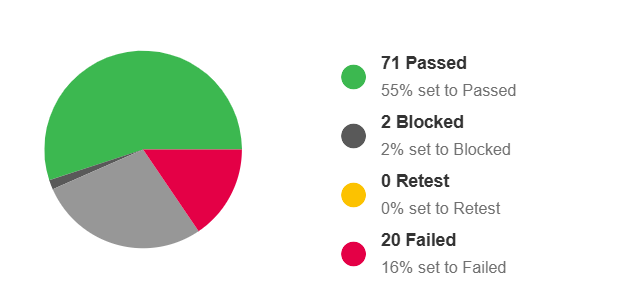 71 Passed
55% set to Passed
2 Blocked
2% set to Blocked
0 Retest
0% set to Retest
20 Failed
16% set to Failed